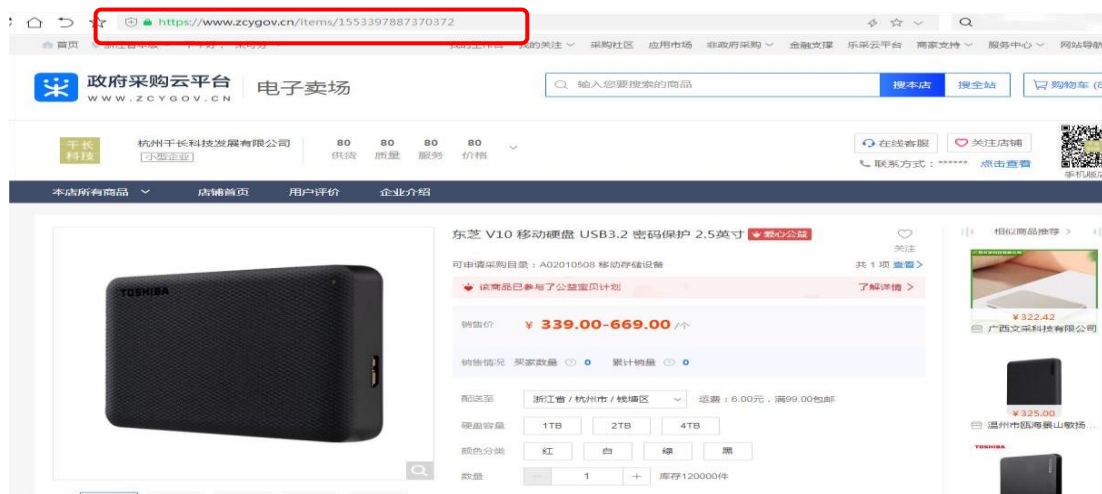 https://www.zcygov.cn/items/1553397887370372
首页
我的关注 采购社区 应用市场 非政府采购 金融支撑 乐采云平台 商家支持 服务中心 网站导航
政府采购云平台 电子卖场
WWW.ZCYGOV.CN
输入您要搜索的商品 搜本店 搜全站 购物车
千长科技
杭州千长科技发展有限公司 80 80 80 80
小型企业 供货 质量 服务 价格
在线客服 关注店铺
联系方式:****** 点击查看
手机版店
本店所有商品 店铺首页 用户评价 企业介绍
东芝 V10 移动硬盘 USB3.2 密码保护 2.5英寸 爱心公益
关注
相似商品推荐 >
可申请采购目录:A02010508 移动存储设备 共 1 项 查看>
该商品已参与了公益宝贝计划 了解详情 >
TOSHIBA
销售价 ¥ 339.00-669.00 /个
¥322.42
广西文采科技有限公司
销售情况 买家数量 0 累计销量 0
配送至 浙江省 / 杭州市 / 钱塘区 运费:6.00元,满99.00包邮
硬盘容量 1TB 2TB 4TB
¥325.00
温州市瓯海景山敏扬...
颜色分类 红 白 绿 黑
TOSHIBA
数量 — 1 + 库存120000件